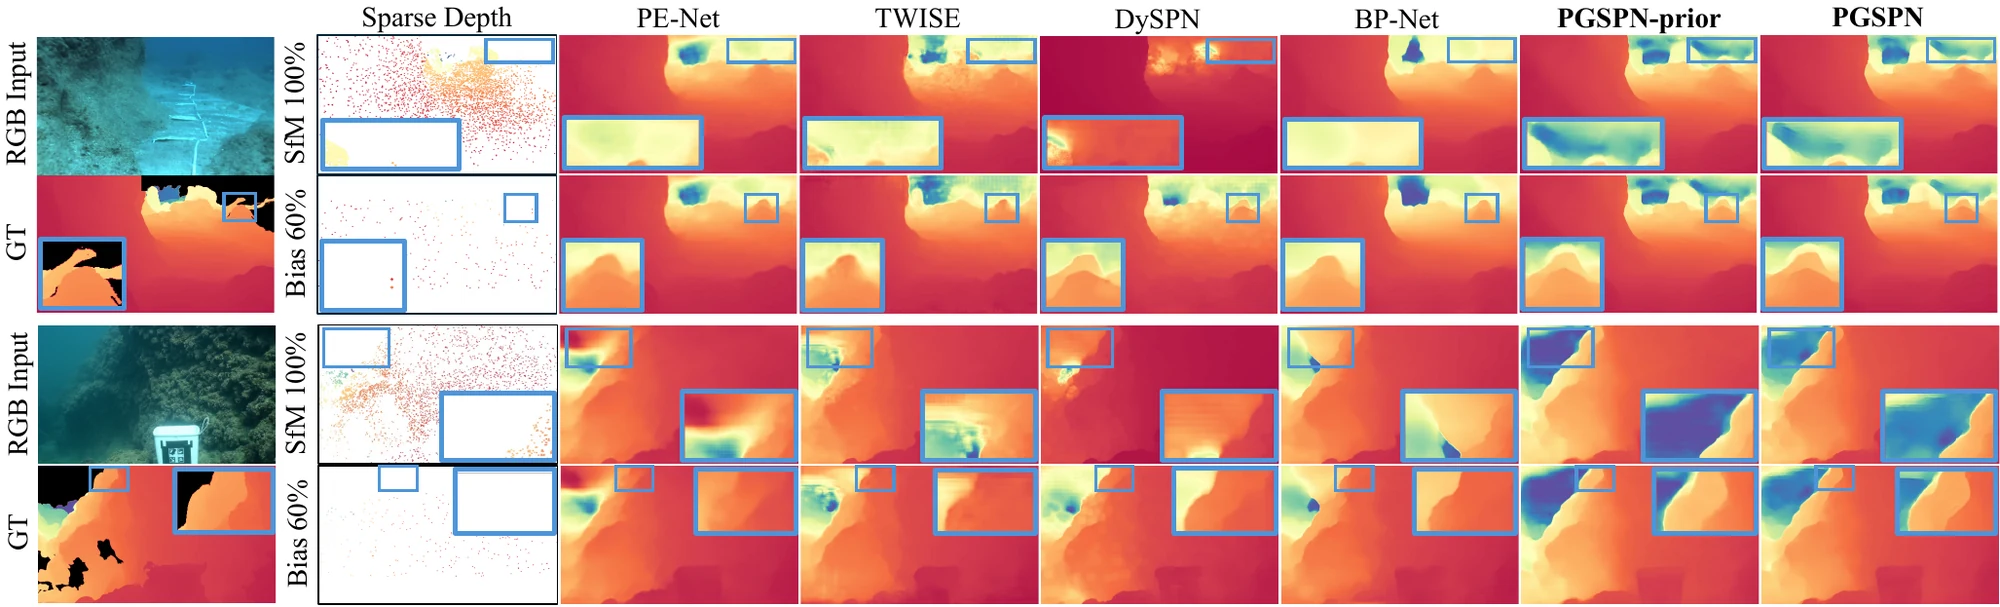 Sparse Depth PE-Net TWISE DySPN BP-Net PGSPN-prior PGSPN
RGB Input SfM 100%
GT Bias 60%
RGB Input SfM 100%
GT Bias 60%